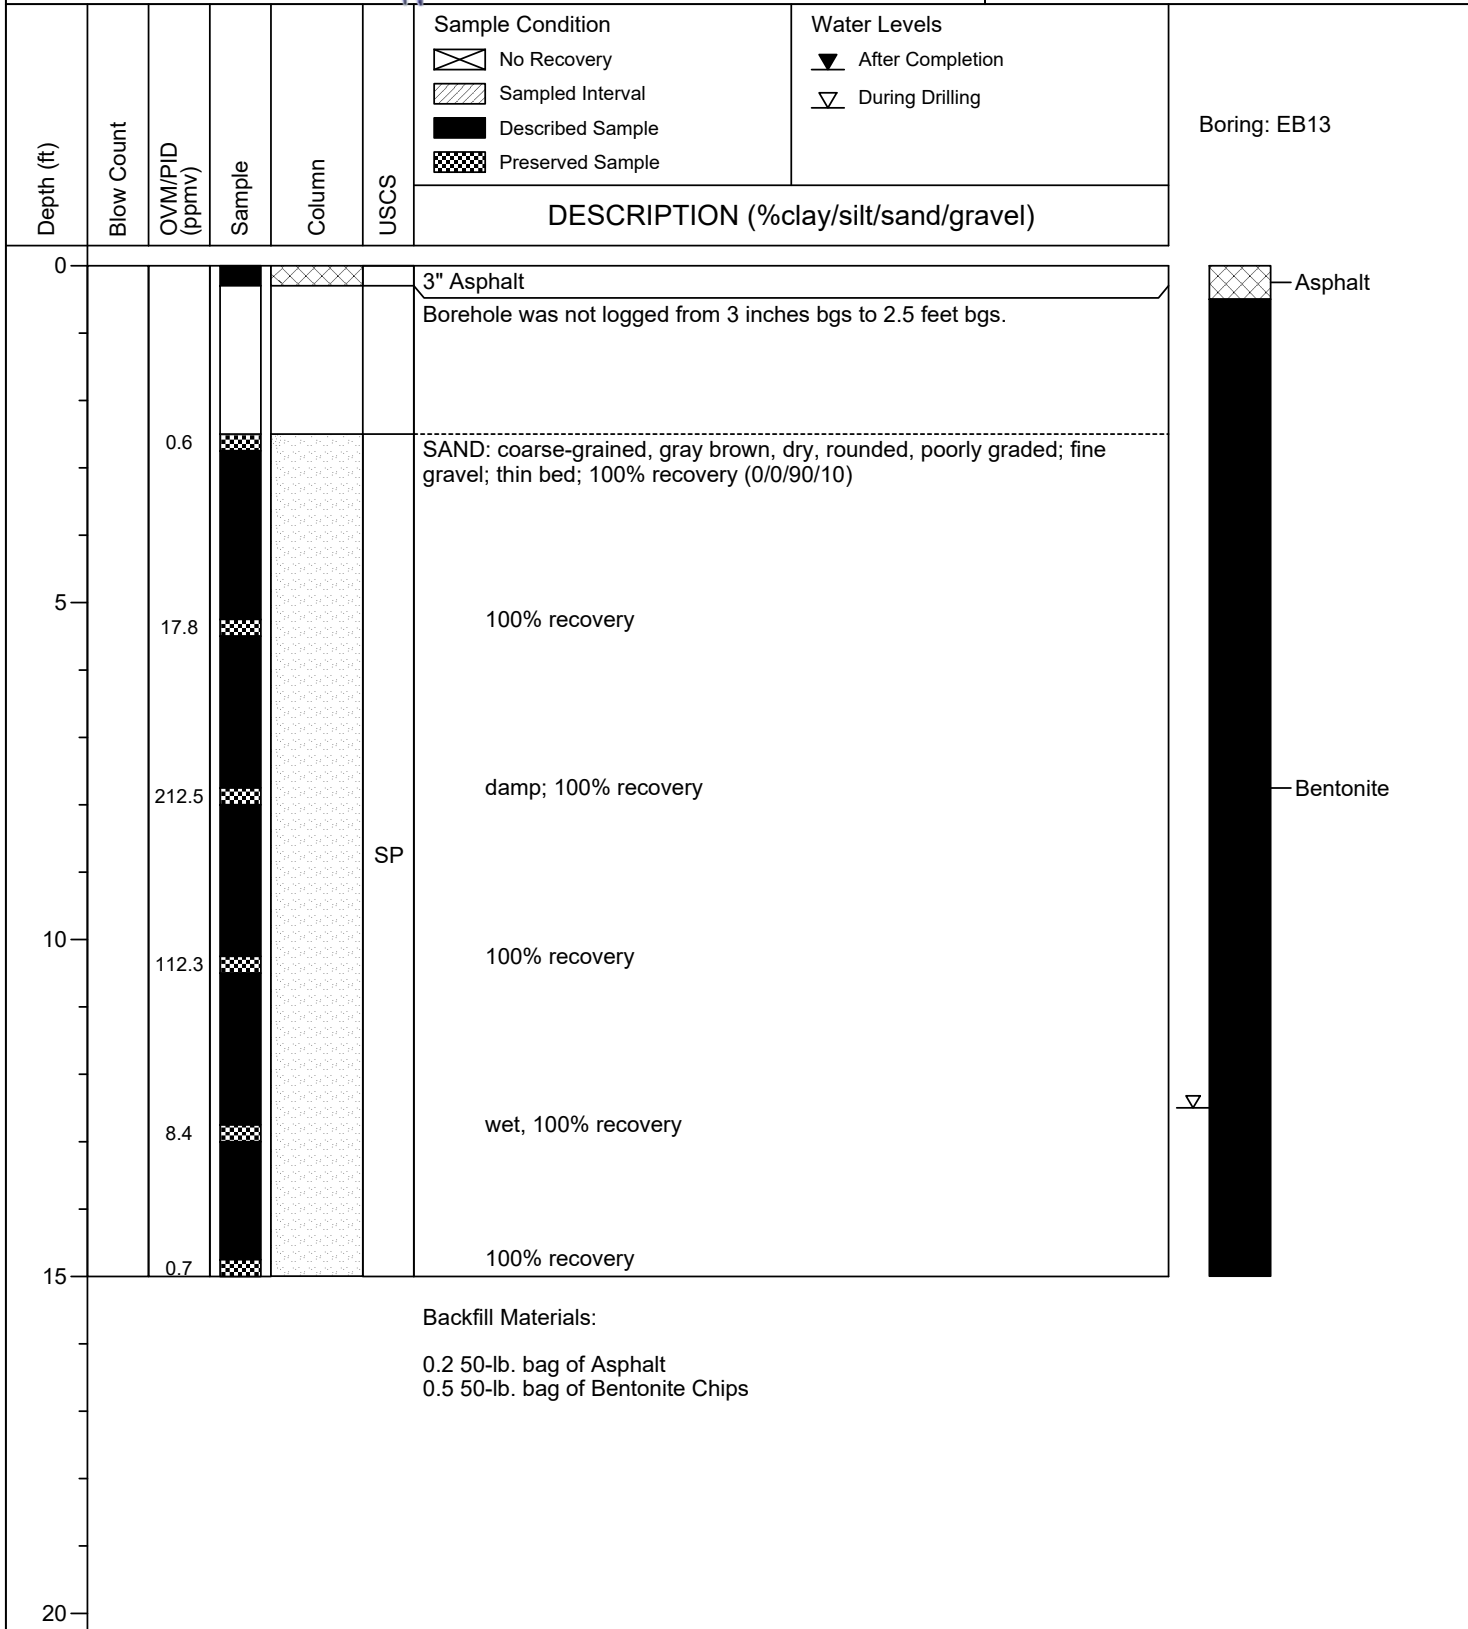 Sample Condition
No Recovery
Sampled Interval
Described Sample
Preserved Sample
Water Levels
After Completion
During Drilling
Boring: EB13
Depth (ft)
Blow Count
OVM/PID
(ppmv)
Sample
Column
USCS
DESCRIPTION (%clay/silt/sand/gravel)
0
3" Asphalt
Asphalt
Borehole was not logged from 3 inches bgs to 2.5 feet bgs.
0.6
SAND: coarse-grained, gray brown, dry, rounded, poorly graded; fine
gravel; thin bed; 100% recovery (0/0/90/10)
5
17.8
100% recovery
212.5
damp; 100% recovery
Bentonite
SP
10
112.3
100% recovery
8.4
wet, 100% recovery
0.7
100% recovery
15
Backfill Materials:
0.2 50-lb. bag of Asphalt
0.5 50-lb. bag of Bentonite Chips
20